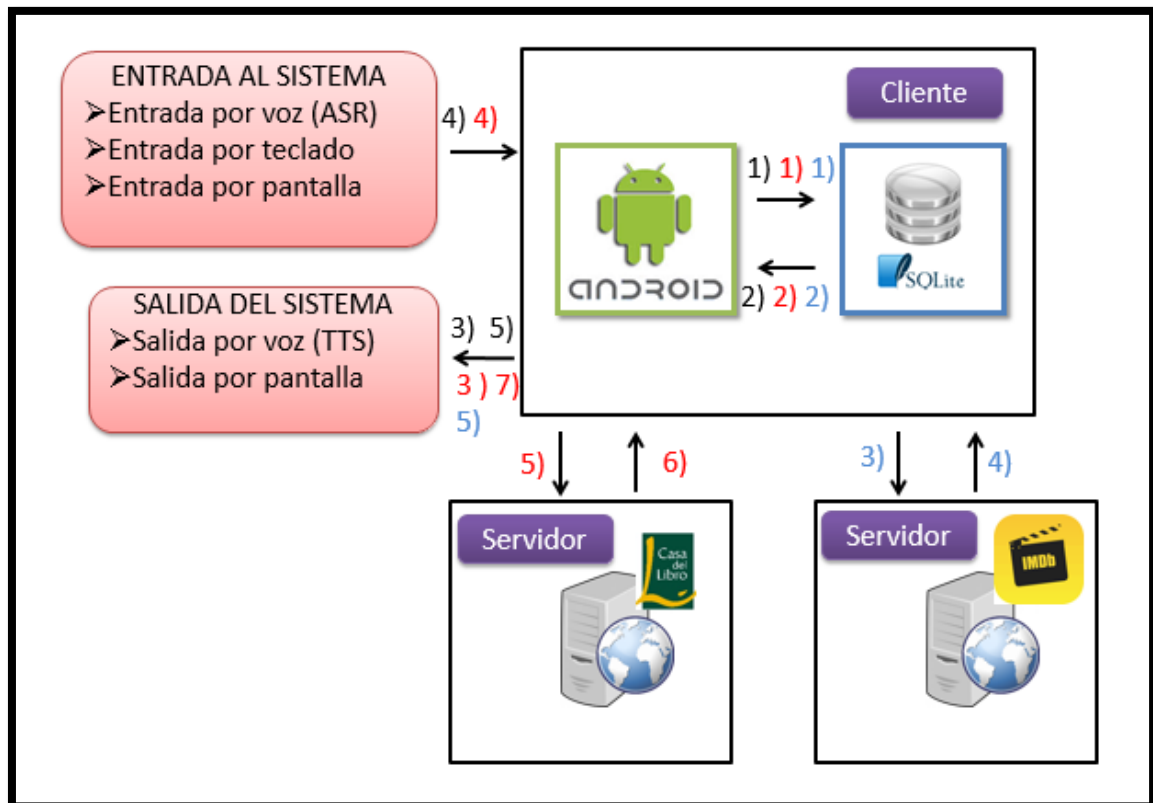 ENTRADA AL SISTEMA
➢Entrada por voz (ASR)
➢Entrada por teclado
➢Entrada por pantalla
4) 4)
Cliente
1) 1) 1)
ANDROID
SQLite
2) 2) 2)
SALIDA DEL SISTEMA
➢Salida por voz (TTS)
➢Salida por pantalla
3) 5)
3 ) 7)
5)
5)
6)
3)
4)
Servidor
Casa
del
Libro
Servidor
IMDb